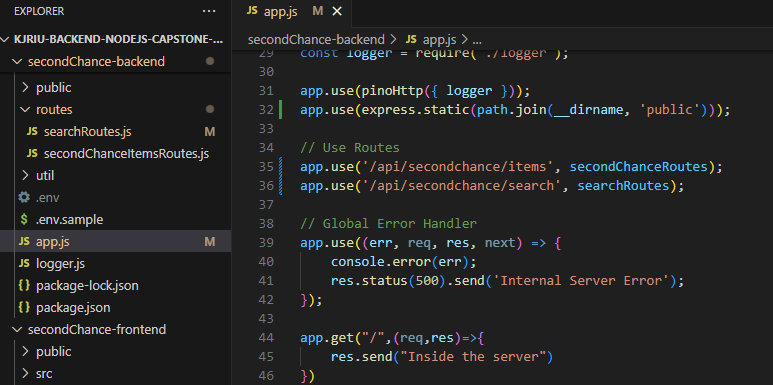 EXPLORER
...
KJRIU-BACKEND-NODEJS-CAPSTONE-...
secondChance-backend
public
routes
JS searchRoutes.js M
JS secondChanceItemsRoutes.js
util
.env
$ .env.sample
JS app.js M
JS logger.js
{} package-lock.json
{} package.json
secondChance-frontend
public
src
JS app.js M
secondChance-backend > JS app.js > ...
29 const logger = require('./logger');
30
31 app.use(pinoHttp({ logger }));
32 app.use(express.static(path.join(__dirname, 'public')));
33
34 // Use Routes
35 app.use('/api/secondchance/items', secondChanceRoutes);
36 app.use('/api/secondchance/search', searchRoutes);
37
38 // Global Error Handler
39 app.use((err, req, res, next) => {
40 console.error(err);
41 res.status(500).send('Internal Server Error');
42 });
43
44 app.get("/",(req,res)=>{
45 res.send("Inside the server")
46 })